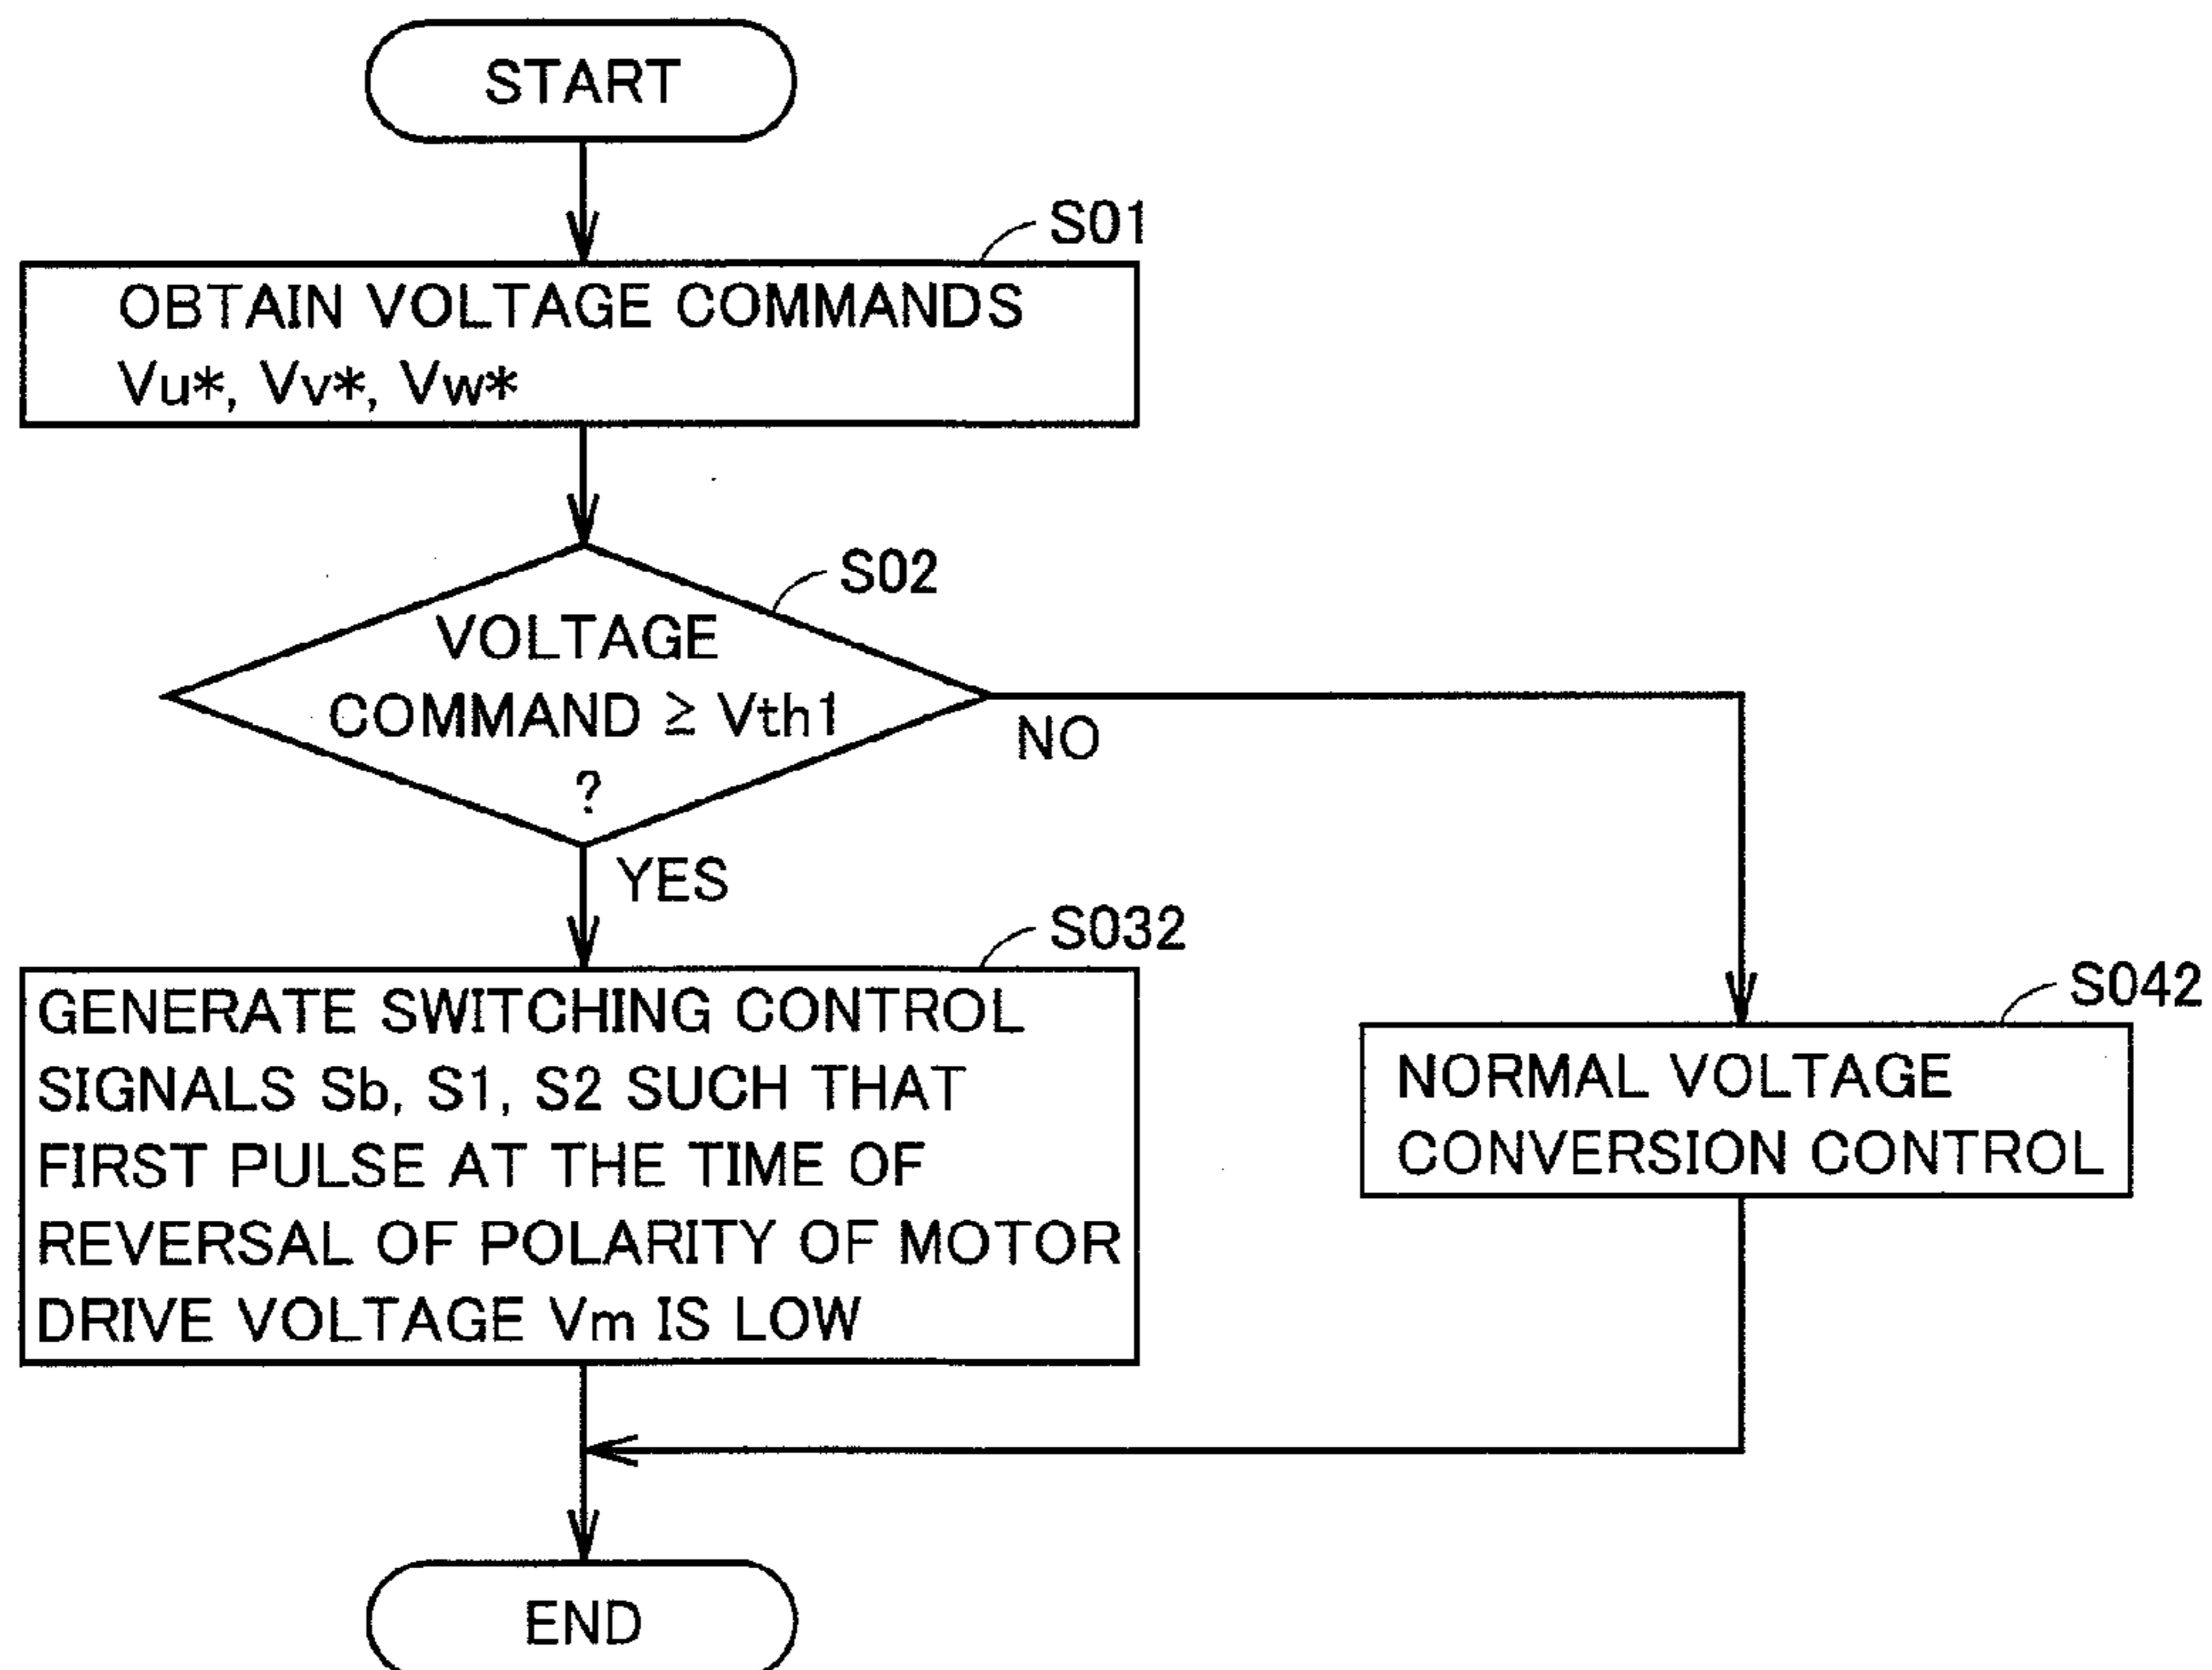 START
S01
OBTAIN VOLTAGE COMMANDS
Vu*, Vv*, Vw*
S02
VOLTAGE
COMMAND ≥ Vth1
?
NO
YES
S032
GENERATE SWITCHING CONTROL
SIGNALS Sb, S1, S2 SUCH THAT
FIRST PULSE AT THE TIME OF
REVERSAL OF POLARITY OF MOTOR
DRIVE VOLTAGE Vm IS LOW
S042
NORMAL VOLTAGE
CONVERSION CONTROL
END